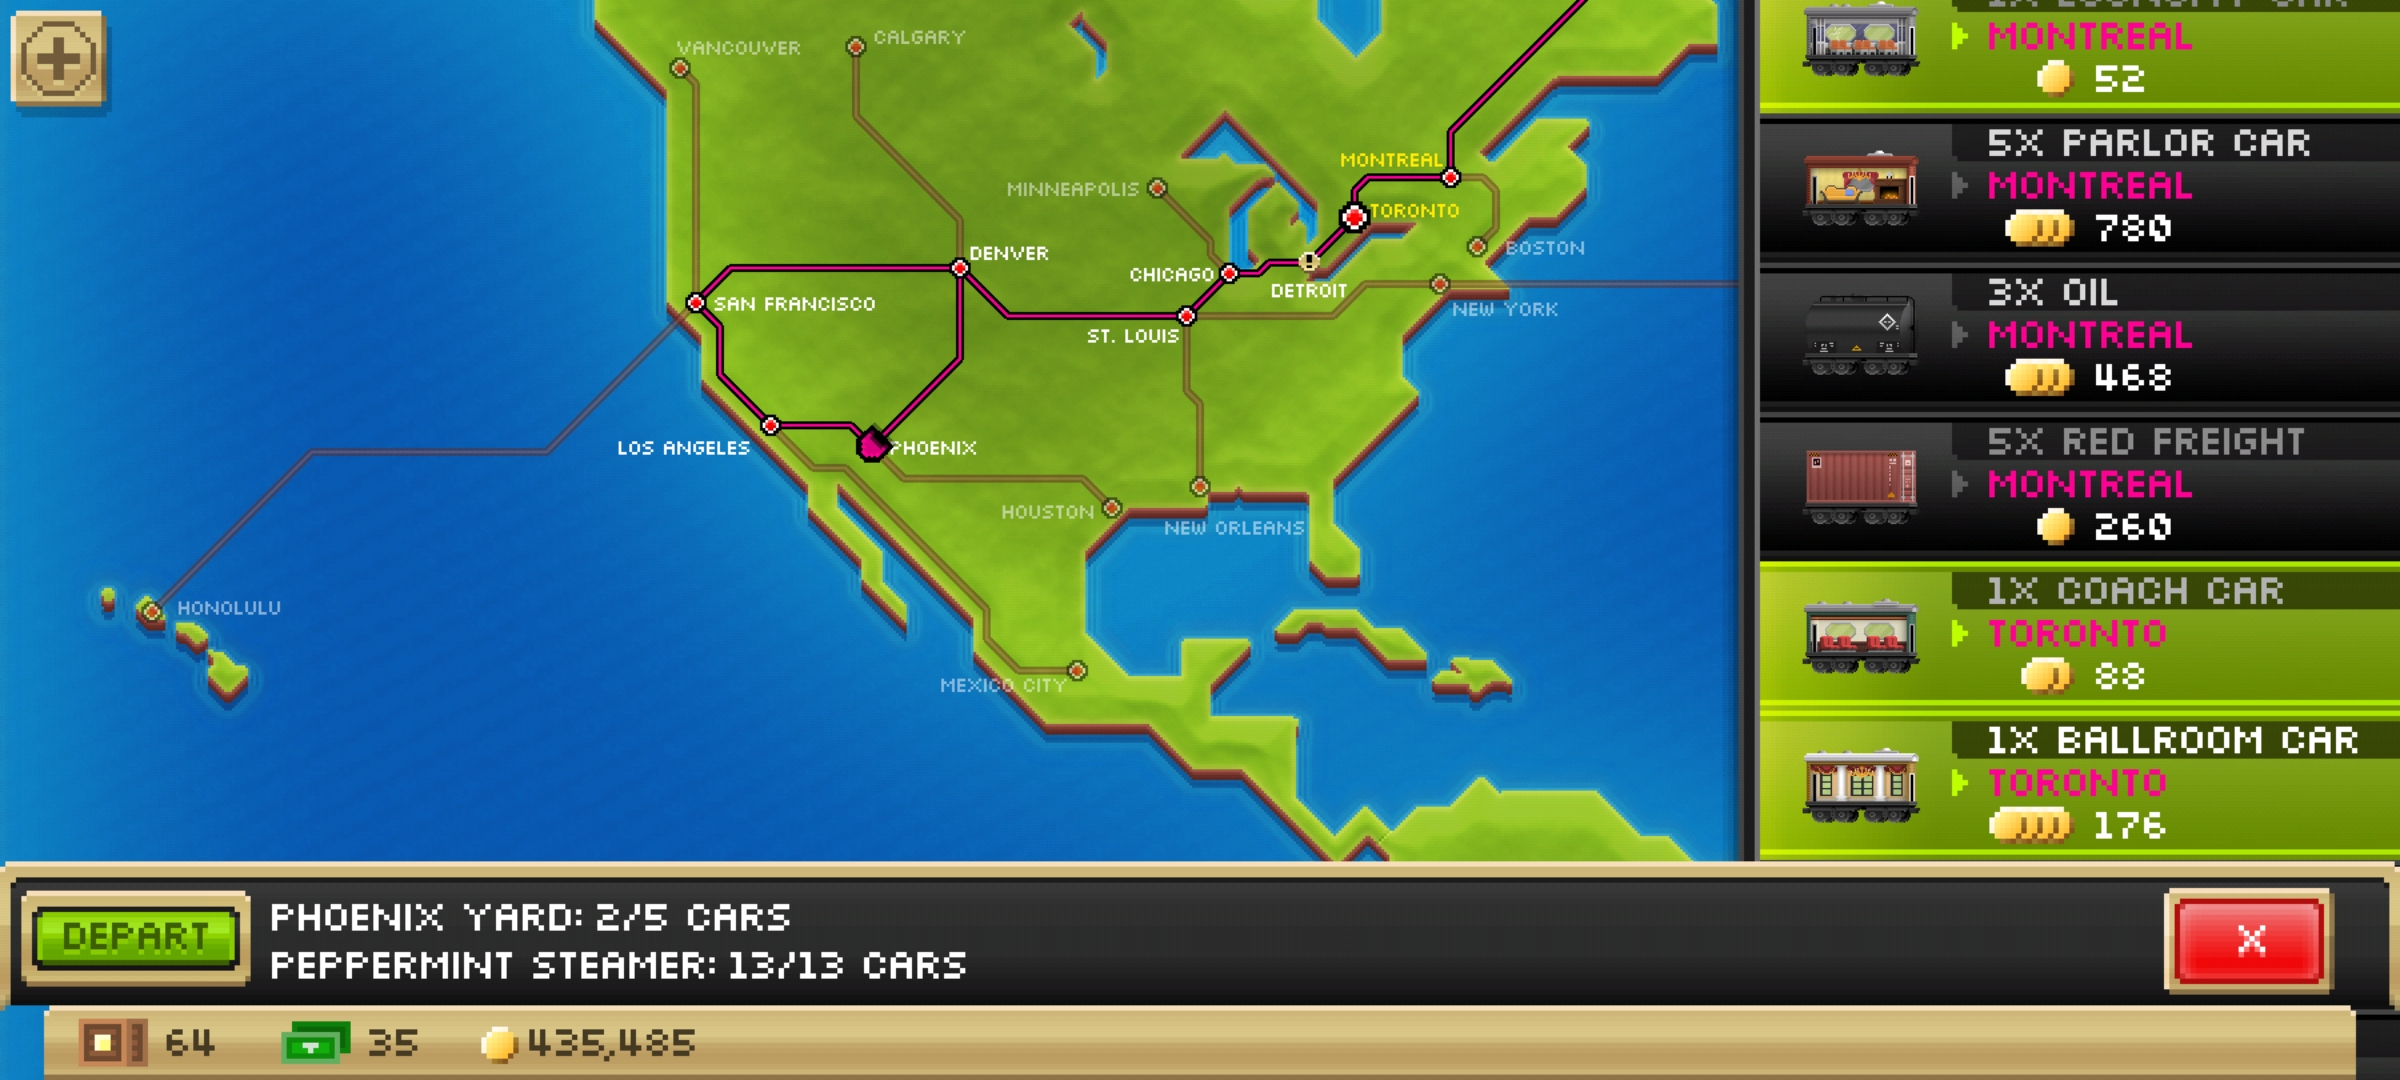 VANCOUVER
CALGARY
MINNEAPOLIS
MONTREAL
TORONTO
BOSTON
DENVER
CHICAGO
DETROIT
SAN FRANCISCO
NEW YORK
ST. LOUIS
LOS ANGELES
PHOENIX
HOUSTON
NEW ORLEANS
HONOLULU
MEXICO CITY
1X ECONOMY CAR
MONTREAL
52
5X PARLOR CAR
MONTREAL
780
3X OIL
MONTREAL
468
5X RED FREIGHT
MONTREAL
260
1X COACH CAR
TORONTO
88
1X BALLROOM CAR
TORONTO
176
DEPART
PHOENIX YARD: 2/5 CARS
PEPPERMINT STEAMER: 13/13 CARS
X
64
35
435,485